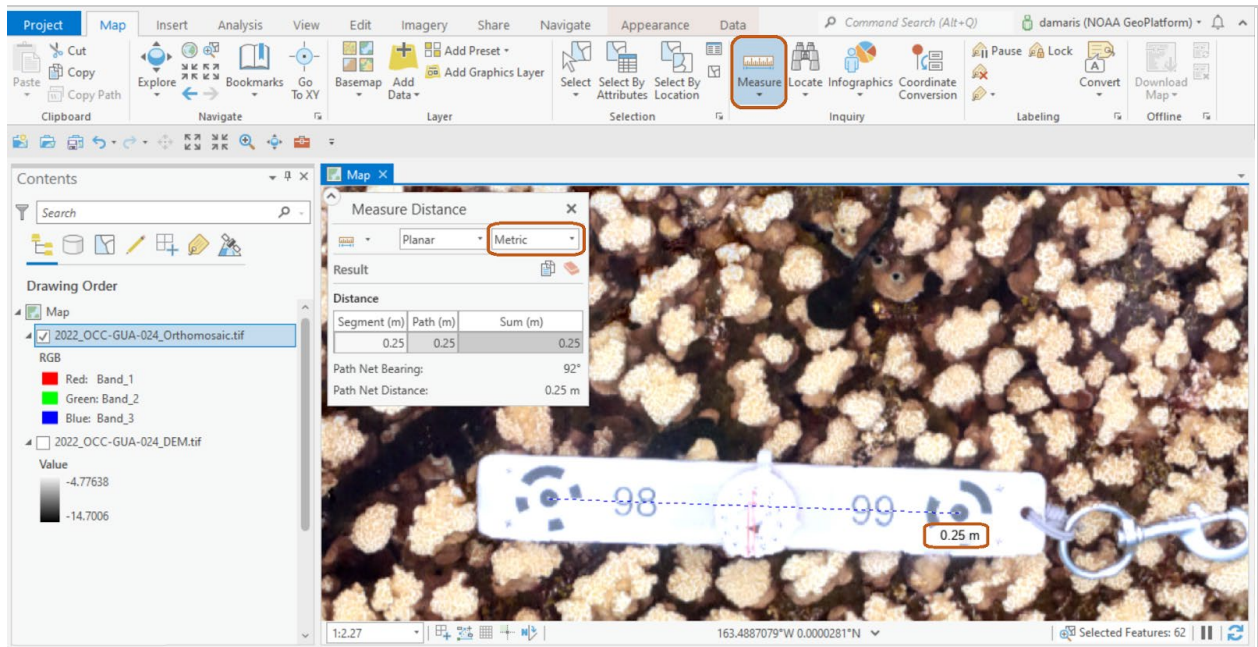 Project Map Insert Analysis View Edit Imagery Share Navigate Appearance Data Command Search (Alt+Q) damaris (NOAA GeoPlatform)
Paste Cut Copy Copy Path
Clipboard
Explore Bookmarks Go To XY
Navigate
Basemap Add Data Add Preset Add Graphics Layer
Layer
Select Select By Attributes Select By Location
Selection
Measure Locate Infographics Coordinate Conversion
Inquiry
Pause Lock Convert
Labeling
Download Map
Offline
Contents
Search
Drawing Order
Map
2022_OCC-GUA-024_Orthomosaic.tif
RGB
Red: Band_1
Green: Band_2
Blue: Band_3
2022_OCC-GUA-024_DEM.tif
Value
-4.77638
-14.7006
Map
Measure Distance
Planar Metric
Result
Distance
Segment (m) Path (m) Sum (m)
0.25 0.25 0.25
Path Net Bearing: 92°
Path Net Distance: 0.25 m
98 99
0.25 m
1:2.27 163.4887079°W 0.0000281°N Selected Features: 62